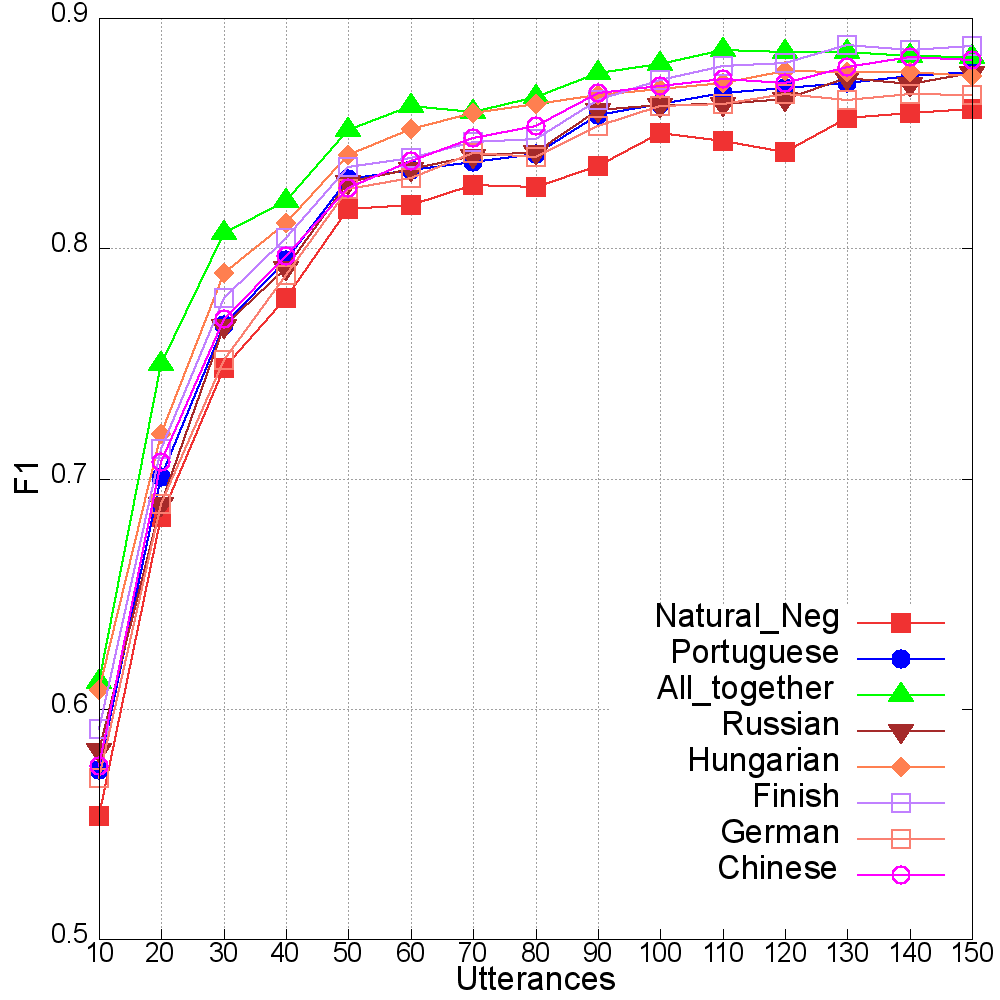 0.9
0.8
0.7
0.6
0.5
F1
10 20 30 40 50 60 70 80 90 100 110 120 130 140 150
Utterances
Natural_Neg
Portuguese
All_together
Russian
Hungarian
Finish
German
Chinese